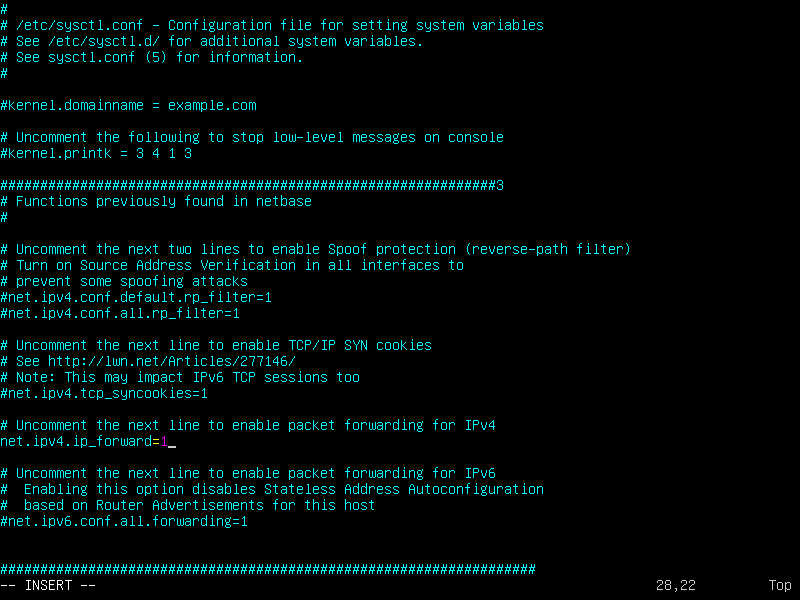 #
# /etc/sysctl.conf - Configuration file for setting system variables
# See /etc/sysctl.d/ for additional system variables.
# See sysctl.conf (5) for information.
#
#kernel.domainname = example.com
# Uncomment the following to stop low-level messages on console
#kernel.printk = 3 4 1 3
##############################################################3
# Functions previously found in netbase
#
# Uncomment the next two lines to enable Spoof protection (reverse-path filter)
# Turn on Source Address Verification in all interfaces to
# prevent some spoofing attacks
#net.ipv4.conf.default.rp_filter=1
#net.ipv4.conf.all.rp_filter=1
# Uncomment the next line to enable TCP/IP SYN cookies
# See http://lwn.net/Articles/277146/
# Note: This may impact IPv6 TCP sessions too
#net.ipv4.tcp_syncookies=1
# Uncomment the next line to enable packet forwarding for IPv4
net.ipv4.ip_forward=1
# Uncomment the next line to enable packet forwarding for IPv6
#  Enabling this option disables Stateless Address Autoconfiguration
#  based on Router Advertisements for this host
#net.ipv6.conf.all.forwarding=1
###################################################################
-- INSERT -- 28,22 Top